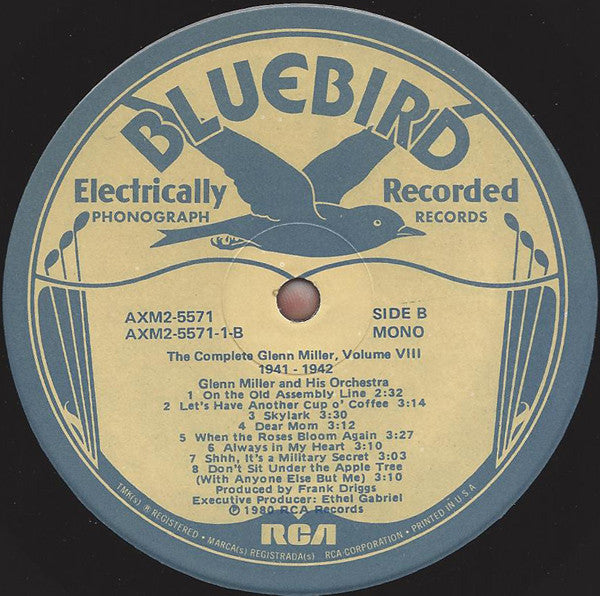 BLUEBIRD
Electrically Recorded
PHONOGRAPH RECORDS
AXM2-5571 SIDE B
AXM2-5571-1-B MONO
The Complete Glenn Miller, Volume VIII
1941 - 1942
Glenn Miller and His Orchestra
1 On the Old Assembly Line 2:32
2 Let's Have Another Cup o' Coffee 3:14
3 Skylark 3:30
4 Dear Mom 3:12
5 When the Roses Bloom Again 3:27
6 Always in My Heart 3:10
7 Shhh, It's a Military Secret 3:03
8 Don't Sit Under the Apple Tree
(With Anyone Else But Me) 3:10
Produced by Frank Driggs
Executive Producer: Ethel Gabriel
℗ 1980 RCA Records
RCA
TMK(s) ® REGISTERED • MARCA(s) REGISTRADA(s) RCA CORPORATION • PRINTED IN U.S.A.